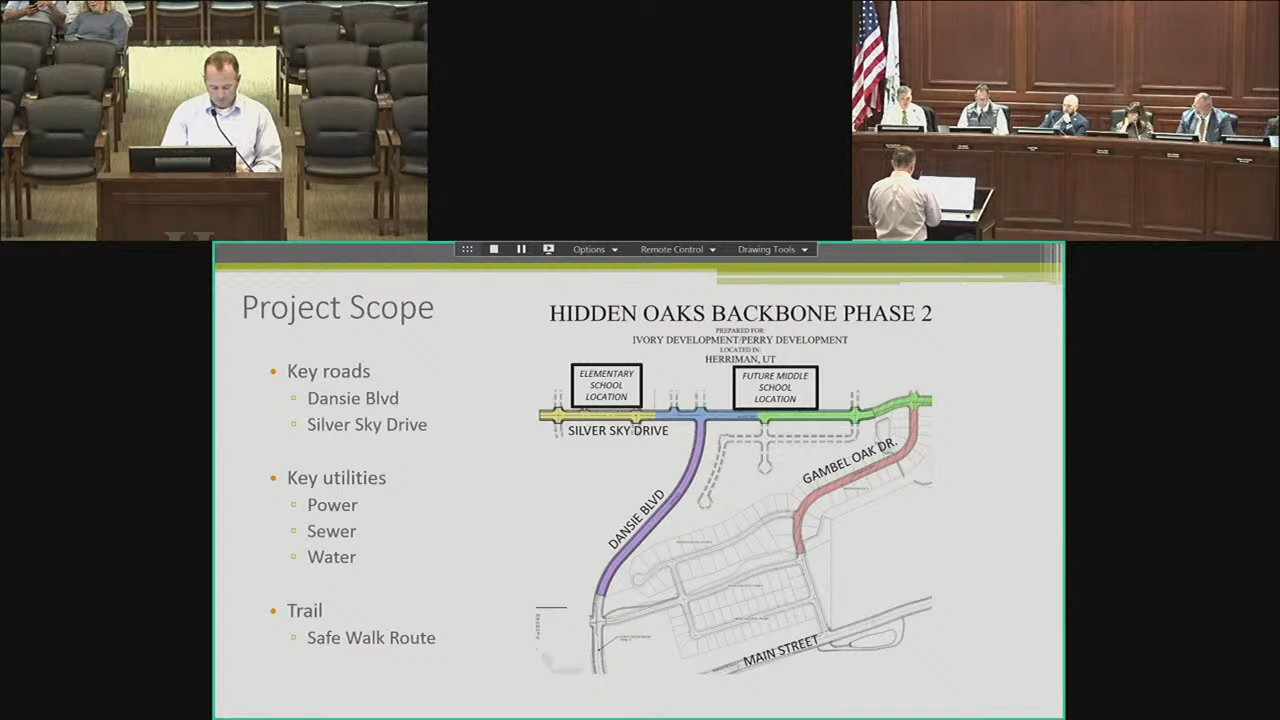 Options
Remote Control
Drawing Tools
Project Scope
Key roads
Dansie Blvd
Silver Sky Drive
Key utilities
Power
Sewer
Water
Trail
Safe Walk Route
HIDDEN OAKS BACKBONE PHASE 2
PREPARED FOR:
IVORY DEVELOPMENT/PERRY DEVELOPMENT
LOCATED IN:
HERRIMAN, UT
ELEMENTARY
SCHOOL
LOCATION
FUTURE MIDDLE
SCHOOL
LOCATION
SILVER SKY DRIVE
GAMBEL OAK DR.
DANSIE BLVD
MAIN STREET